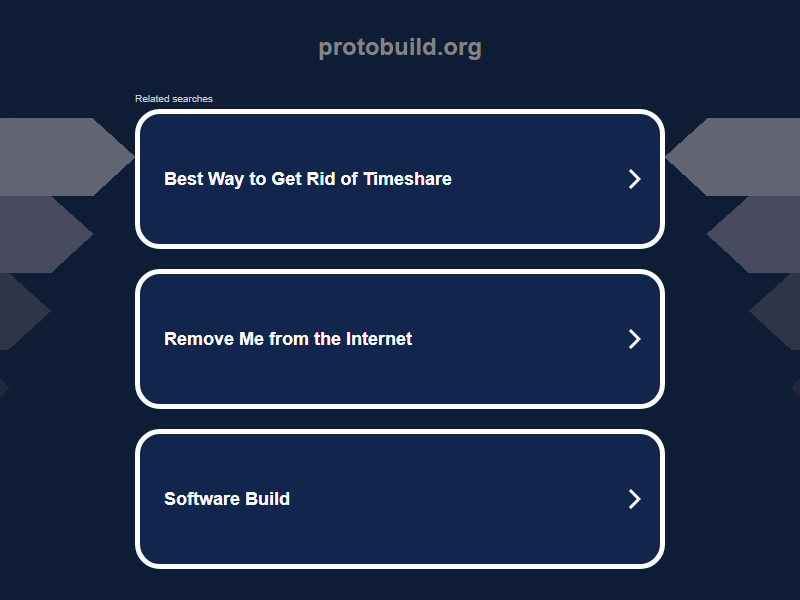 protobuild.org
Related searches
Best Way to Get Rid of Timeshare
Remove Me from the Internet
Software Build